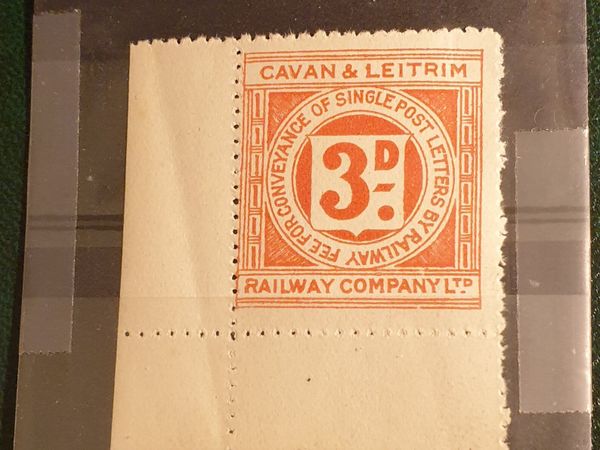 CAVAN & LEITRIM
FEE FOR CONVEYANCE OF SINGLE POST LETTERS BY RAILWAY
3D-.
RAILWAY COMPANY LTD